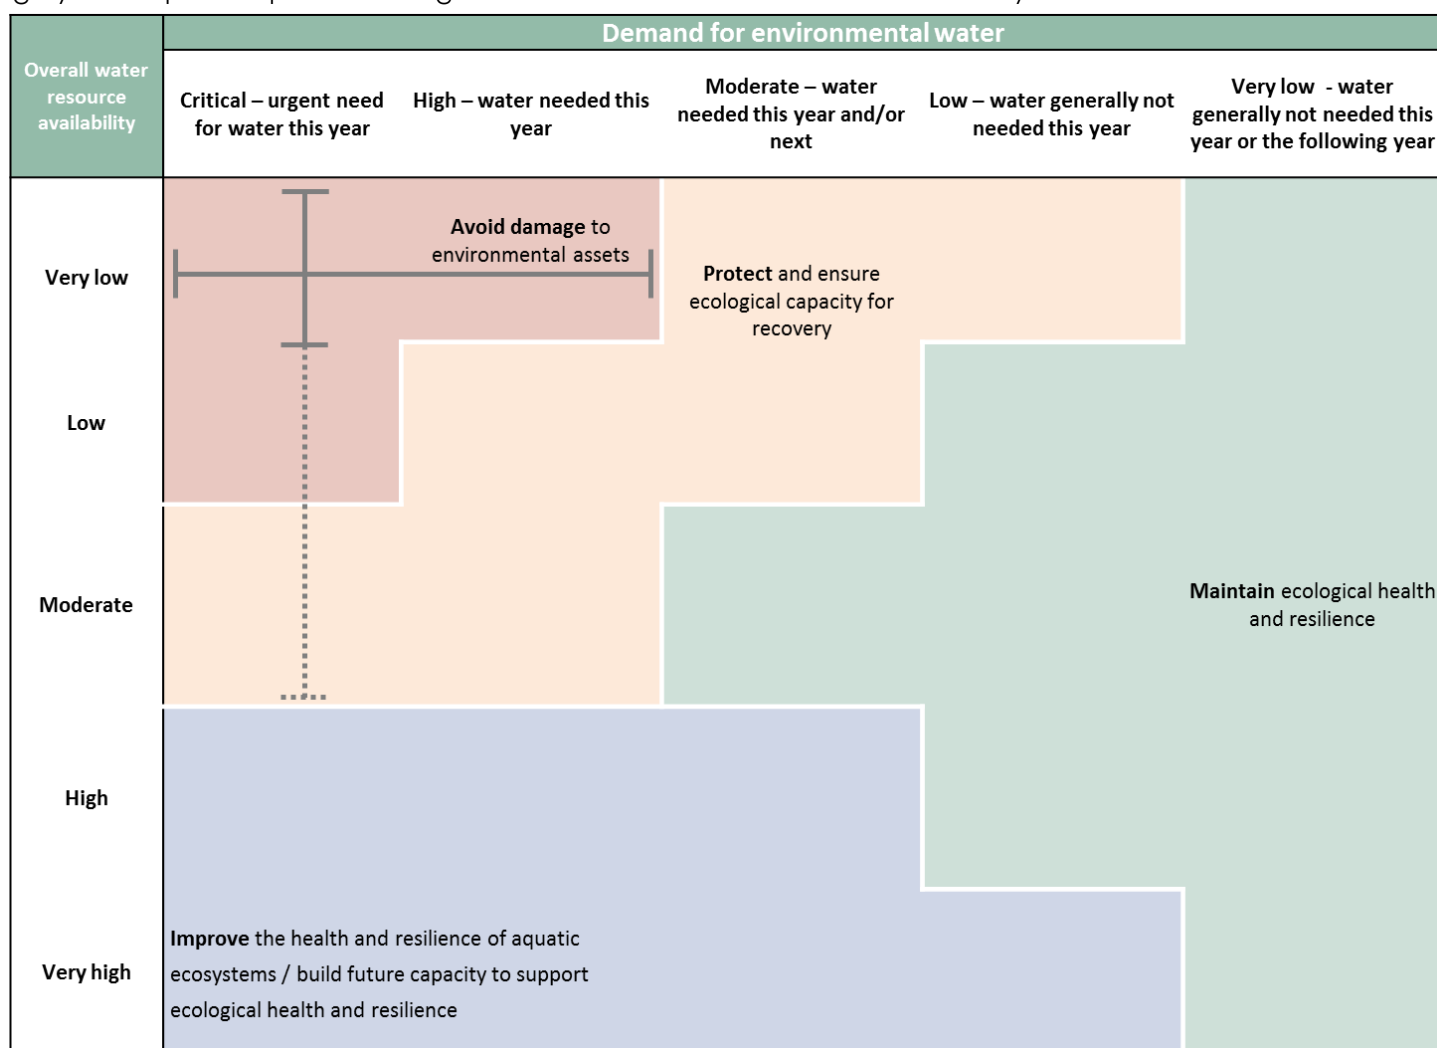 Demand for environmental water
Overall water
resource
availability
Critical – urgent need
for water this year
High – water needed this
year
Moderate – water
needed this year and/or
next
Low – water generally not
needed this year
Very low  - water
generally not needed this
year or the following year
Very low
Avoid damage to
environmental assets
Protect and ensure
ecological capacity for
recovery
Low
Moderate
Maintain ecological health
and resilience
High
Very high
Improve the health and resilience of aquatic
ecosystems / build future capacity to support
ecological health and resilience